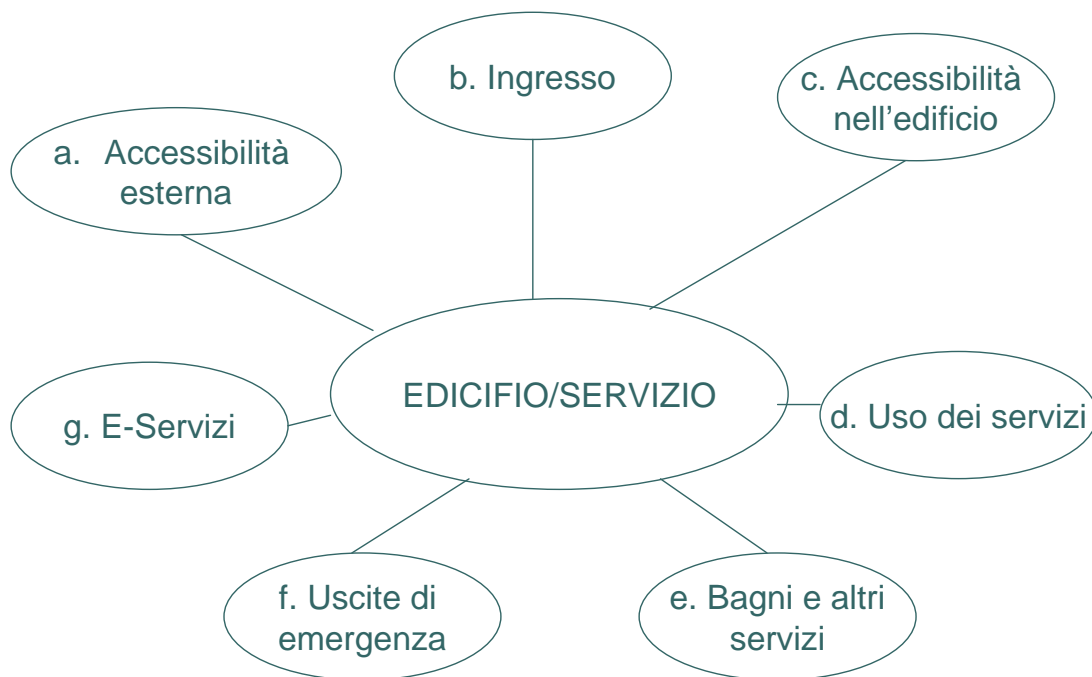 b. Ingresso
c. Accessibilità
nell'edificio
a. Accessibilità
esterna
EDICIFIO/SERVIZIO
g. E-Servizi
d. Uso dei servizi
f. Uscite di
emergenza
e. Bagni e altri
servizi